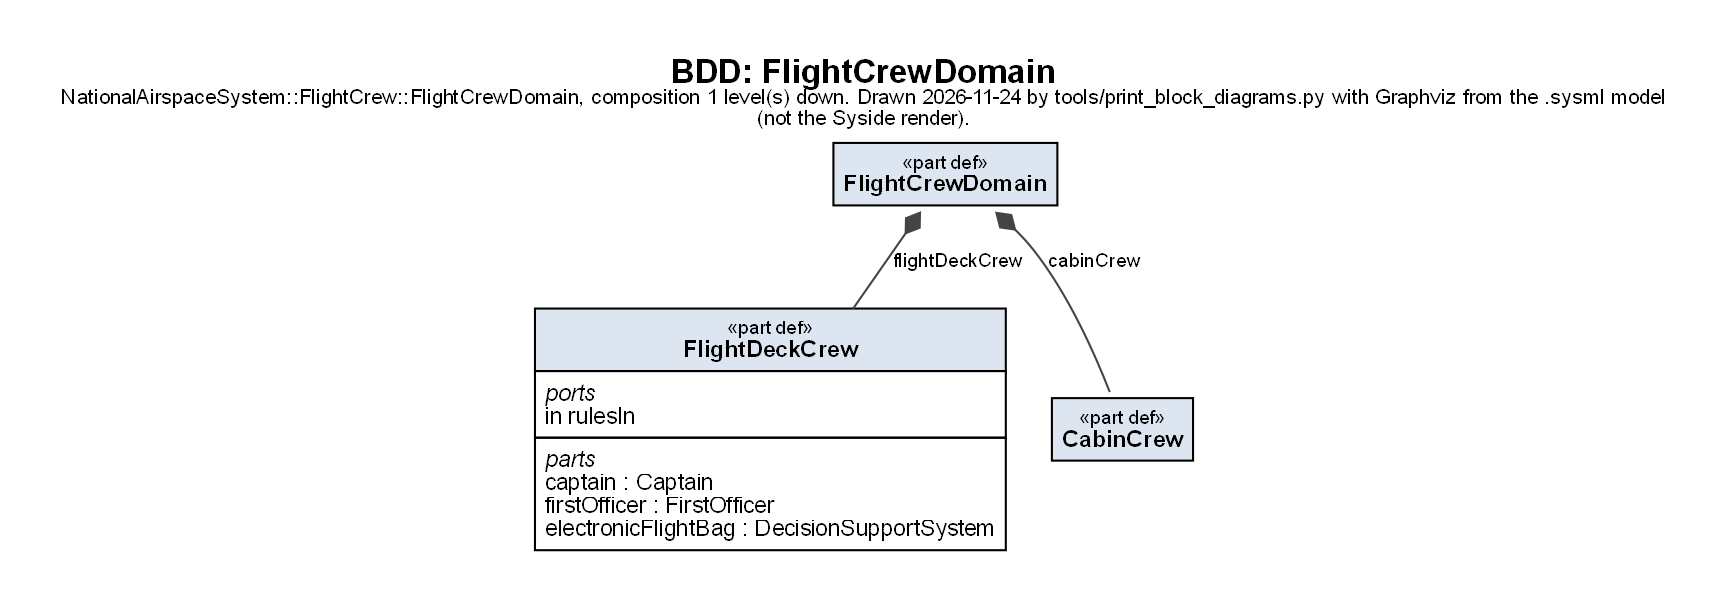 BDD: FlightCrewDomain
NationalAirspaceSystem::FlightCrew::FlightCrewDomain, composition 1 level(s) down. Drawn 2026-11-24 by tools/print_block_diagrams.py with Graphviz from the .sysml model
(not the Syside render).
«part def»
FlightCrewDomain
flightDeckCrew
cabinCrew
«part def»
FlightDeckCrew
ports
in rulesIn
parts
captain : Captain
firstOfficer : FirstOfficer
electronicFlightBag : DecisionSupportSystem
«part def»
CabinCrew